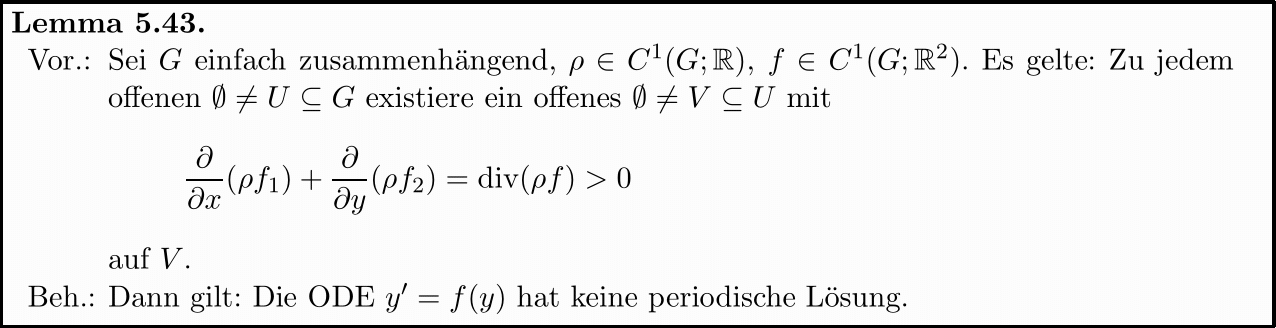 Lemma 5.43.
Vor.: Sei G einfach zusammenhängend, ρ ∈ C¹(G;ℝ), f ∈ C¹(G;ℝ²). Es gelte: Zu jedem
offenen ∅ ≠ U ⊆ G existiere ein offenes ∅ ≠ V ⊆ U mit
∂/∂x (ρf₁) + ∂/∂y (ρf₂) = div(ρf) > 0
auf V.
Beh.: Dann gilt: Die ODE y′ = f(y) hat keine periodische Lösung.